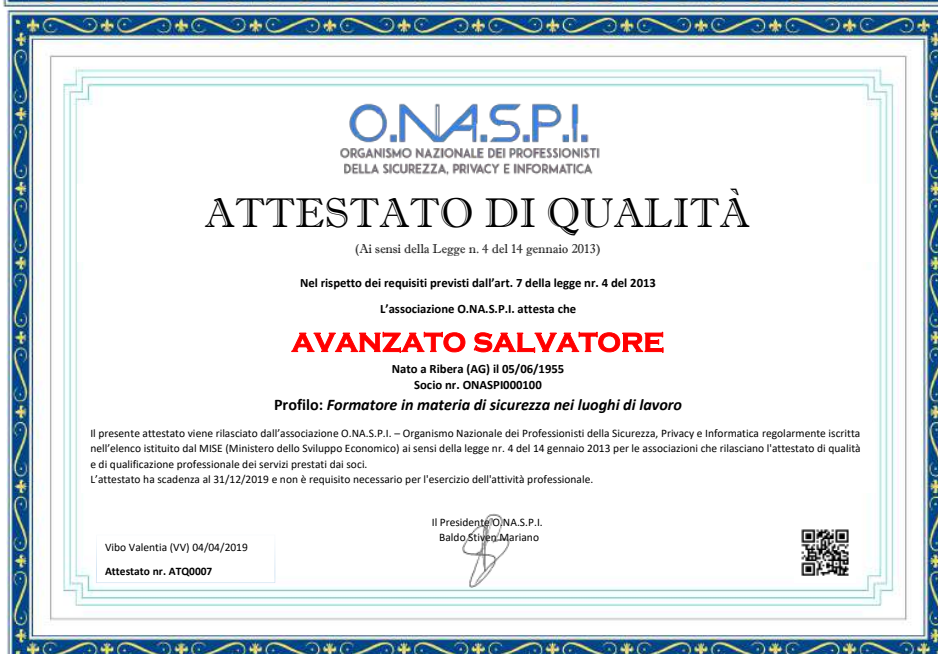 O.NA.S.P.I.
ORGANISMO NAZIONALE DEI PROFESSIONISTI
DELLA SICUREZZA, PRIVACY E INFORMATICA
ATTESTATO DI QUALITÀ
(Ai sensi della Legge n. 4 del 14 gennaio 2013)
Nel rispetto dei requisiti previsti dall'art. 7 della legge nr. 4 del 2013
L'associazione O.NA.S.P.I. attesta che
AVANZATO SALVATORE
Nato a Ribera (AG) il 05/06/1955
Socio nr. ONASPI000100
Profilo: Formatore in materia di sicurezza nei luoghi di lavoro
Il presente attestato viene rilasciato dall'associazione O.NA.S.P.I. – Organismo Nazionale dei Professionisti della Sicurezza, Privacy e Informatica regolarmente iscritta
nell'elenco istituito dal MISE (Ministero dello Sviluppo Economico) ai sensi della legge nr. 4 del 14 gennaio 2013 per le associazioni che rilasciano l'attestato di qualità
e di qualificazione professionale dei servizi prestati dai soci.
L'attestato ha scadenza al 31/12/2019 e non è requisito necessario per l'esercizio dell'attività professionale.
Il Presidente O.NA.S.P.I.
Baldo Stiven Mariano
Vibo Valentia (VV) 04/04/2019
Attestato nr. ATQ0007